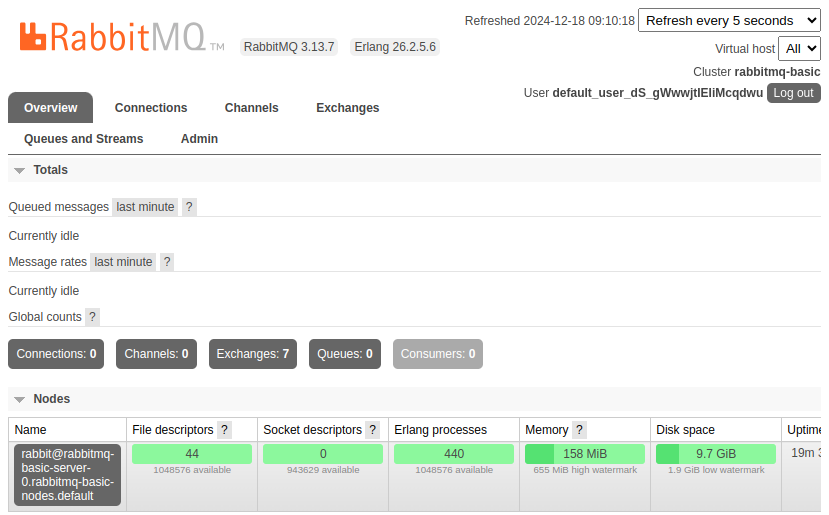 RabbitMQ TM RabbitMQ 3.13.7 Erlang 26.2.5.6
Refreshed 2024-12-18 09:10:18 Refresh every 5 seconds
Virtual host All
Cluster rabbitmq-basic
User default_user_dS_gWwwjtIEliMcqdwu Log out
Overview Connections Channels Exchanges
Queues and Streams Admin
Totals
Queued messages last minute ?
Currently idle
Message rates last minute ?
Currently idle
Global counts ?
Connections: 0 Channels: 0 Exchanges: 7 Queues: 0 Consumers: 0
Nodes
Name File descriptors ? Socket descriptors ? Erlang processes Memory ? Disk space Uptime
rabbit@rabbitmq-
basic-server-
0.rabbitmq-basic-
nodes.default
44 0 440 158 MiB 9.7 GiB 19m
1048576 available 943629 available 1048576 available 655 MiB high watermark 1.9 GiB low watermark